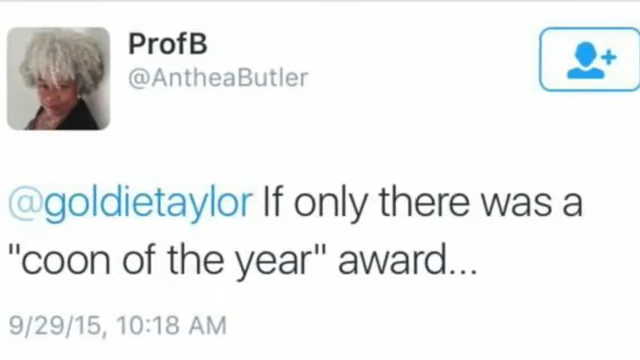 ProfB
@AntheaButler
@goldietaylor If only there was a
"coon of the year" award...
9/29/15, 10:18 AM